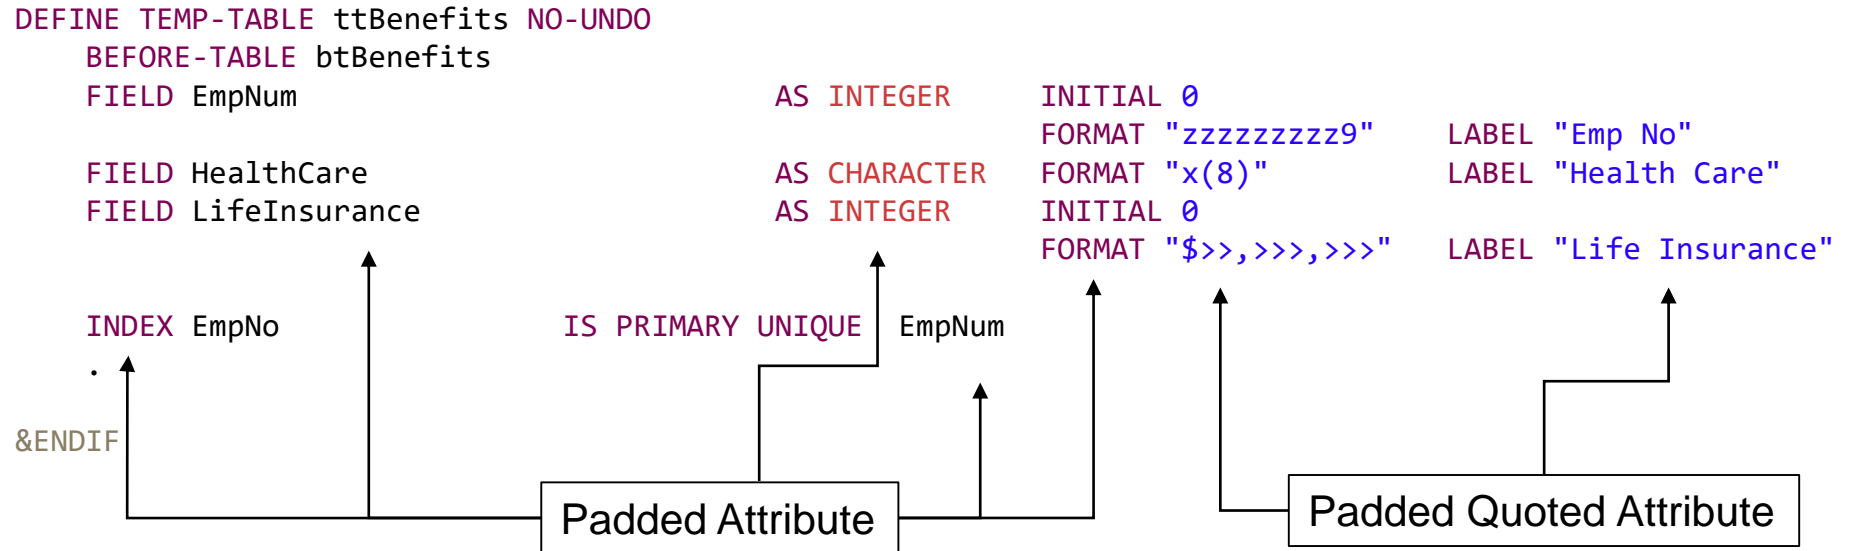 DEFINE TEMP-TABLE ttBenefits NO-UNDO
BEFORE-TABLE btBenefits
FIELD EmpNum AS INTEGER INITIAL 0
FORMAT "zzzzzzzzz9" LABEL "Emp No"
FIELD HealthCare AS CHARACTER FORMAT "x(8)" LABEL "Health Care"
FIELD LifeInsurance AS INTEGER INITIAL 0
FORMAT "$>>,>>>,>>>" LABEL "Life Insurance"
INDEX EmpNo IS PRIMARY UNIQUE EmpNum
.
&ENDIF
Padded Attribute
Padded Quoted Attribute